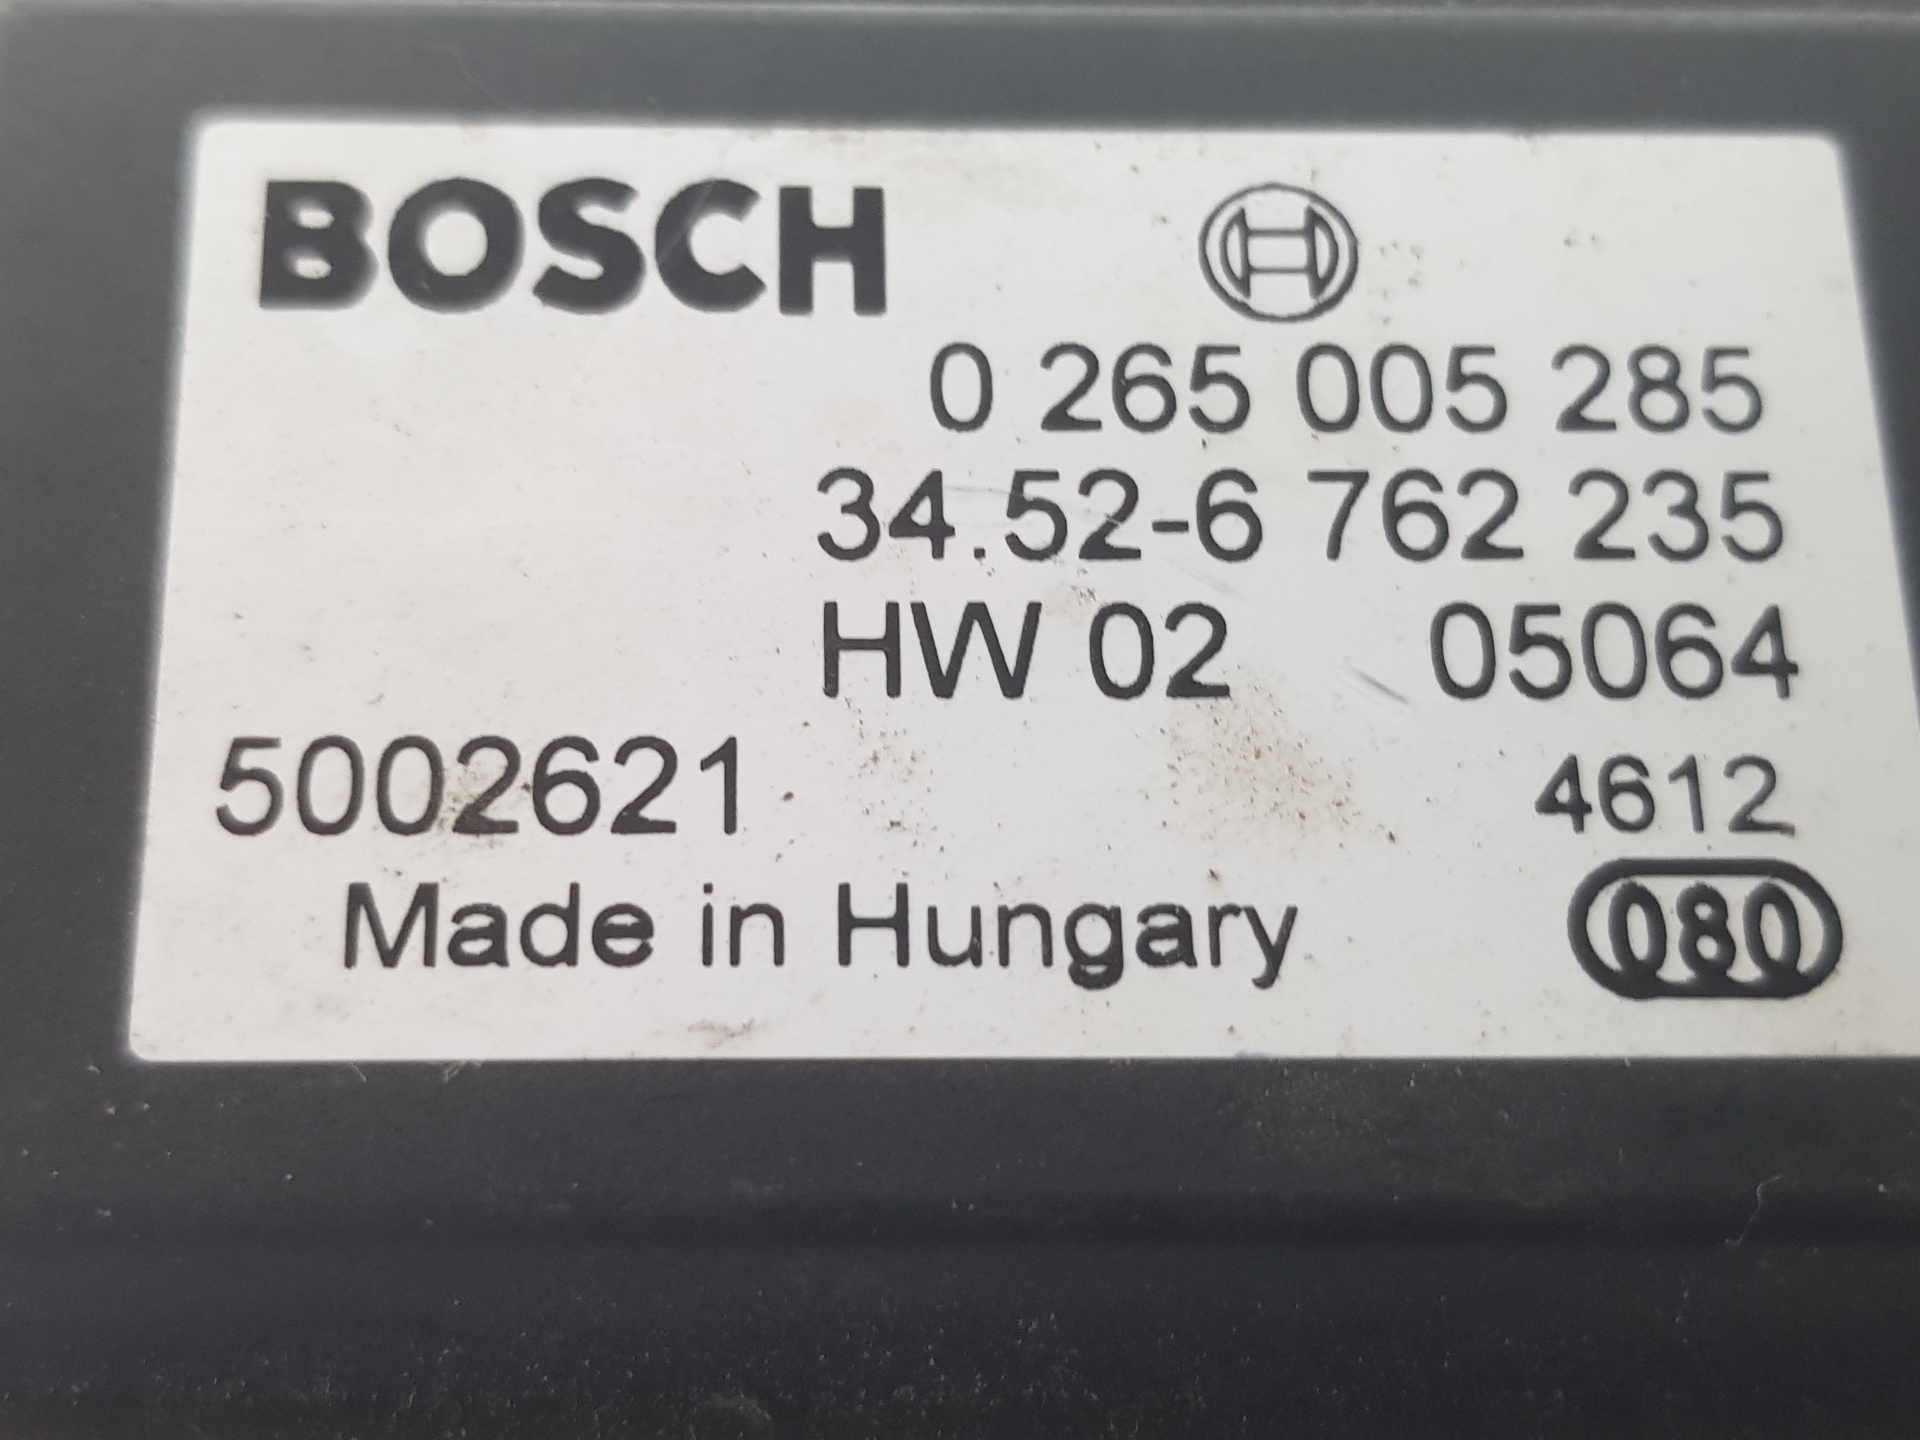 BOSCH
0 265 005 285
34.52-6 762 235
HW 02 05064
5002621 4612
Made in Hungary 080